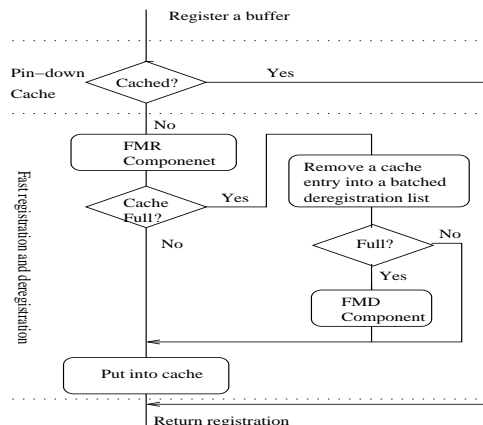 Register a buffer
Pin-down
Cache
Cached?
Yes
No
FMR
Componenet
Cache
Full?
Yes
No
Remove a cache
entry into a batched
deregistration list
Full?
No
Yes
FMD
Component
Fast registration and deregistration
Put into cache
Return registration